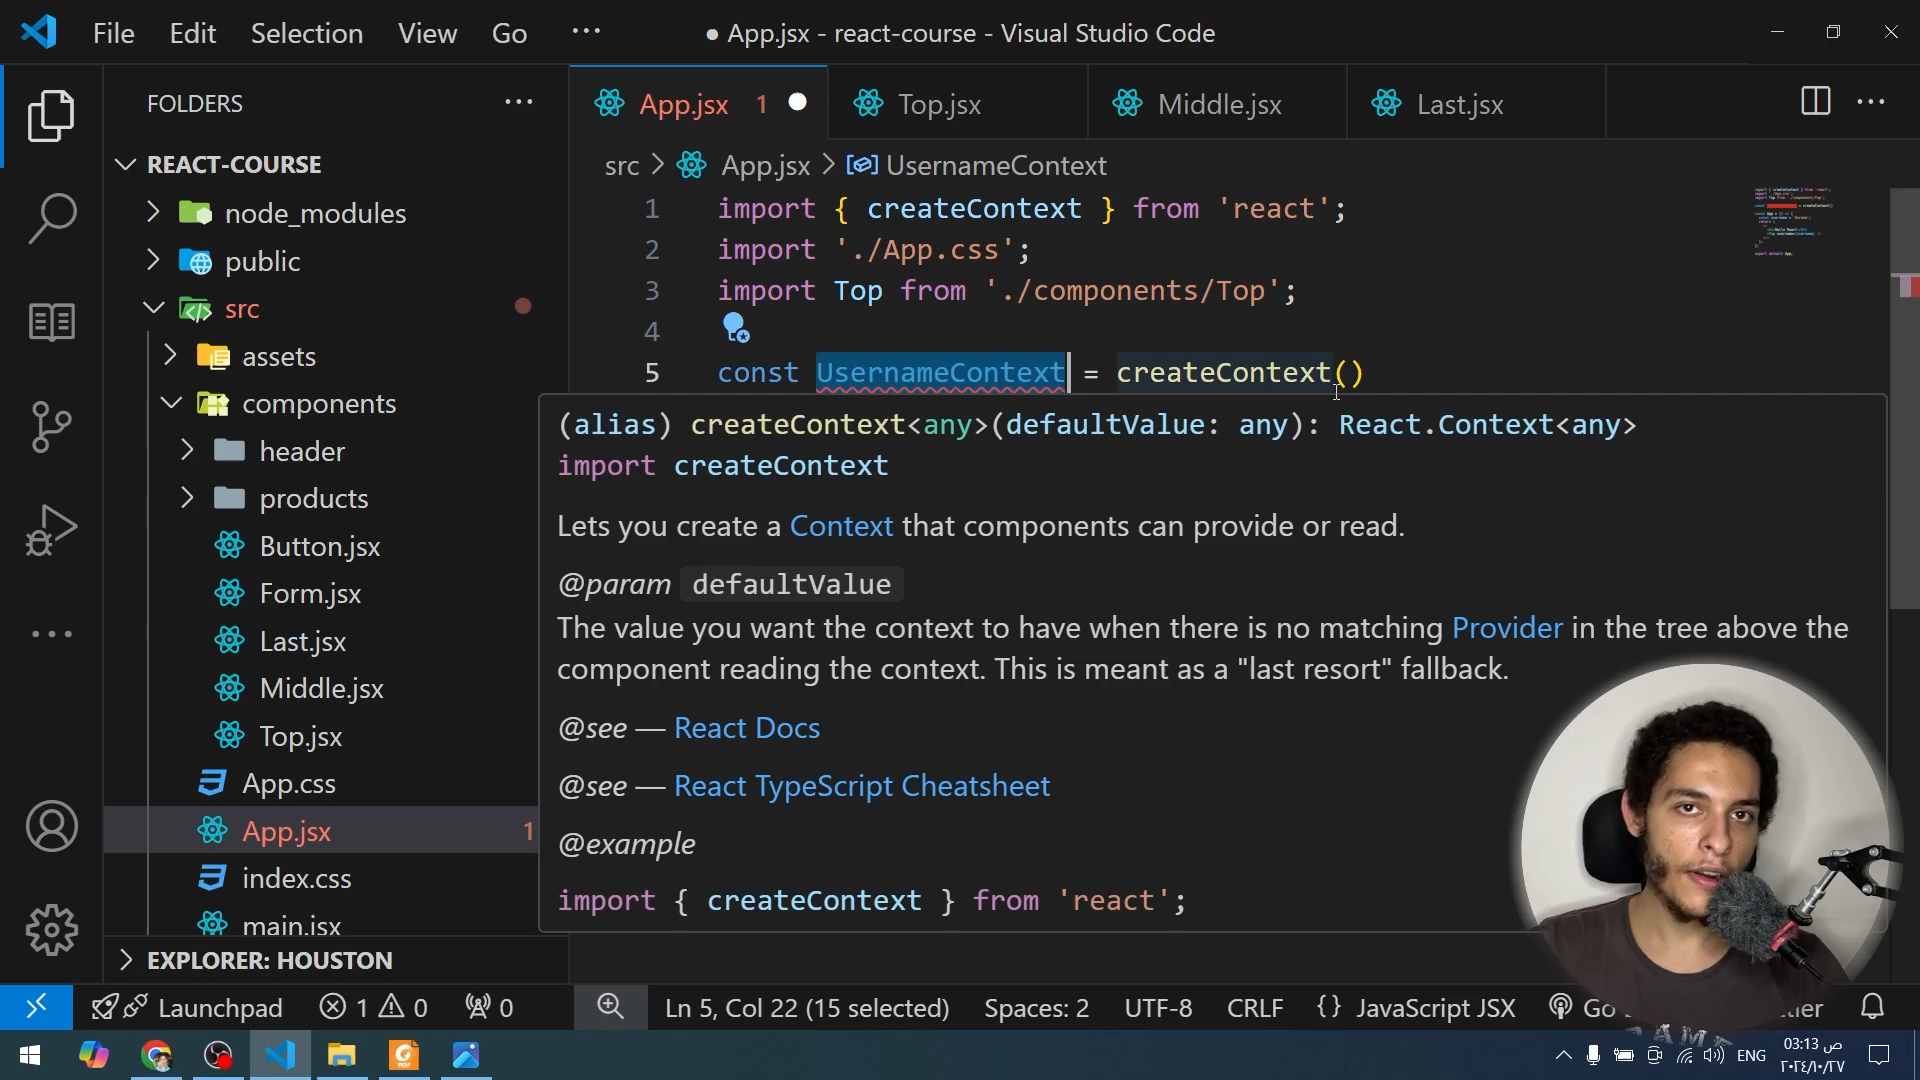 File Edit Selection View Go ··· ● App.jsx - react-course - Visual Studio Code
FOLDERS ···
App.jsx 1 ● Top.jsx Middle.jsx Last.jsx ···
REACT-COURSE
src > App.jsx > UsernameContext
node_modules
public
src
assets
components
header
products
Button.jsx
Form.jsx
Last.jsx
Middle.jsx
Top.jsx
App.css
App.jsx 1
index.css
main.jsx
EXPLORER: HOUSTON
1 import { createContext } from 'react';
2 import './App.css';
3 import Top from './components/Top';
4
5 const UsernameContext = createContext()
(alias) createContext<any>(defaultValue: any): React.Context<any>
import createContext
Lets you create a Context that components can provide or read.
@param defaultValue
The value you want the context to have when there is no matching Provider in the tree above the
component reading the context. This is meant as a "last resort" fallback.
@see — React Docs
@see — React TypeScript Cheatsheet
@example
import { createContext } from 'react';
Launchpad 1 0 0 Ln 5, Col 22 (15 selected) Spaces: 2 UTF-8 CRLF {} JavaScript JSX Go
ENG 03:13 ص
٢٠٢٤/١٠/٢٧